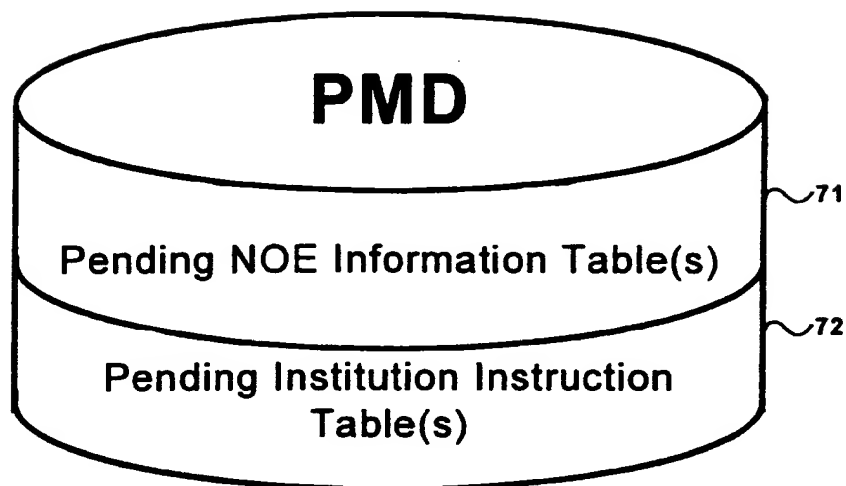 PMD
71
Pending NOE Information Table(s)
72
Pending Institution Instruction
Table(s)